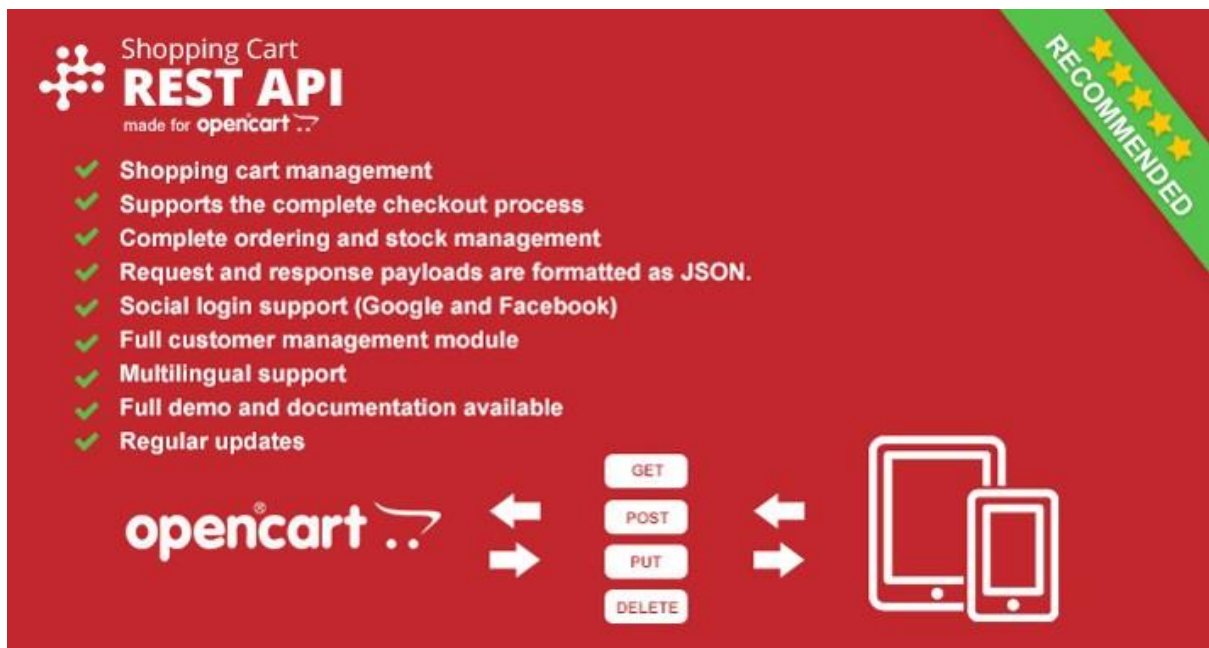 Shopping Cart
REST API
made for opencart
RECOMMENDED
Shopping cart management
Supports the complete checkout process
Complete ordering and stock management
Request and response payloads are formatted as JSON.
Social login support (Google and Facebook)
Full customer management module
Multilingual support
Full demo and documentation available
Regular updates
opencart®
GET
POST
PUT
DELETE